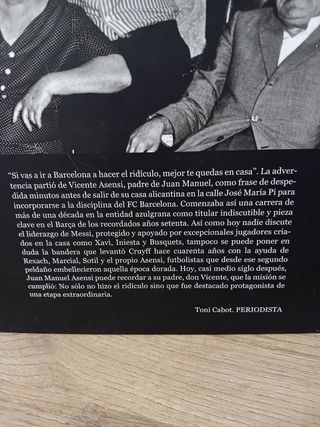 "Si vas a ir a Barcelona a hacer el ridículo, mejor te quedas en casa". La adver-
tencia partió de Vicente Asensi, padre de Juan Manuel, como frase de despe-
dida minutos antes de salir de su casa alicantina en la calle José María Pi para
incorporarse a la disciplina del FC Barcelona. Comenzaba así una carrera de
más de una década en la entidad azulgrana como titular indiscutible y pieza
clave en el Barça de los recordados años setenta. Así como hoy nadie discute
el liderazgo de Messi, protegido y apoyado por excepcionales jugadores cria-
dos en la casa como Xavi, Iniesta y Busquets, tampoco se puede poner en
duda la bandera que levantó Cruyff hace cuarenta años con la ayuda de
Rexach, Marcial, Sotil y el propio Asensi, futbolistas que desde ese segundo
peldaño embellecieron aquella época dorada. Hoy, casi medio siglo después,
Juan Manuel Asensi puede recordar a su padre, don Vicente, que la misión se
cumplió: No sólo no hizo el ridículo sino que fue destacado protagonista de
una etapa extraordinaria.
Toni Cabot. PERIODISTA